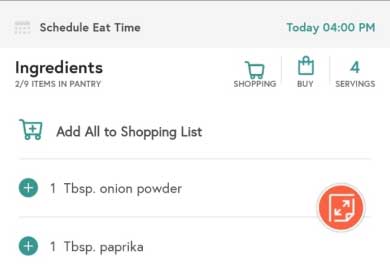 Schedule Eat Time
Today 04:00 PM
Ingredients
2/9 ITEMS IN PANTRY
SHOPPING
BUY
4
SERVINGS
Add All to Shopping List
1 Tbsp. onion powder
1 Tbsp. paprika